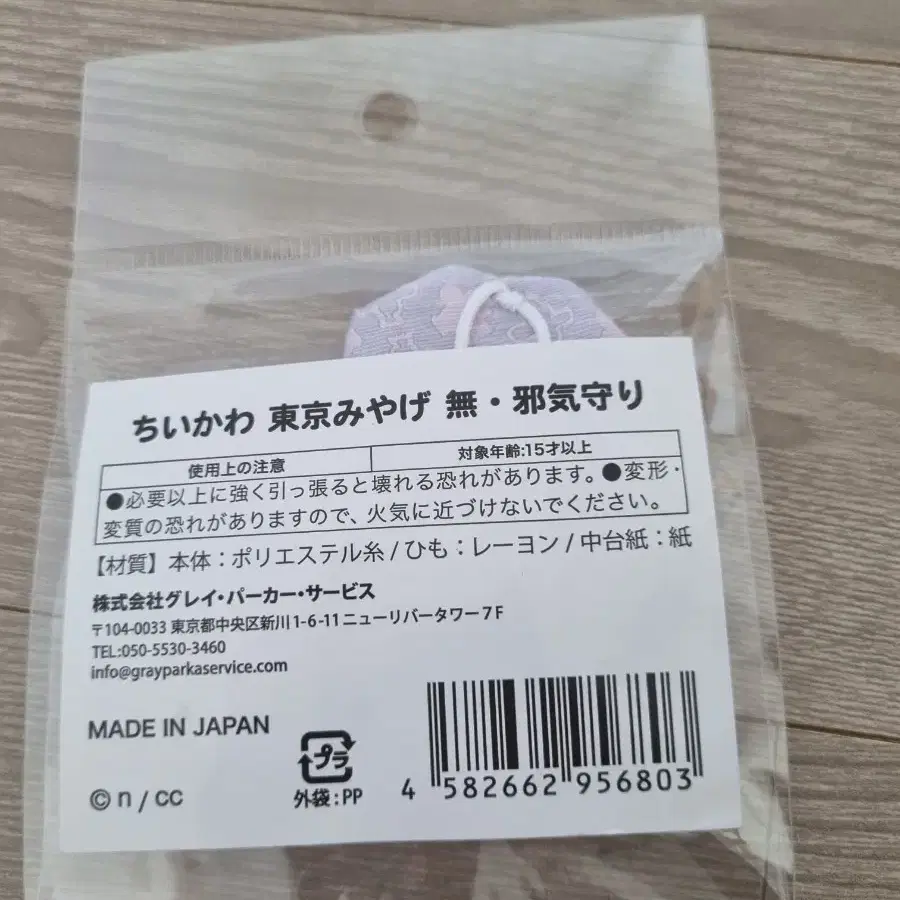 ちいかわ 東京みやげ 無・邪気守り
使用上の注意
対象年齢:15才以上
●必要以上に強く引っ張ると壊れる恐れがあります。●変形・
変質の恐れがありますので、火気に近づけないでください。
【材質】本体：ポリエステル糸 / ひも：レーヨン / 中台紙：紙
株式会社グレイ・パーカー・サービス
〒104-0033 東京都中央区新川1-6-11ニューリバータワー7F
TEL:050-5530-3460
info@grayparkaservice.com
MADE IN JAPAN
プラ
外袋：PP
© n / cc
4 582662 956803